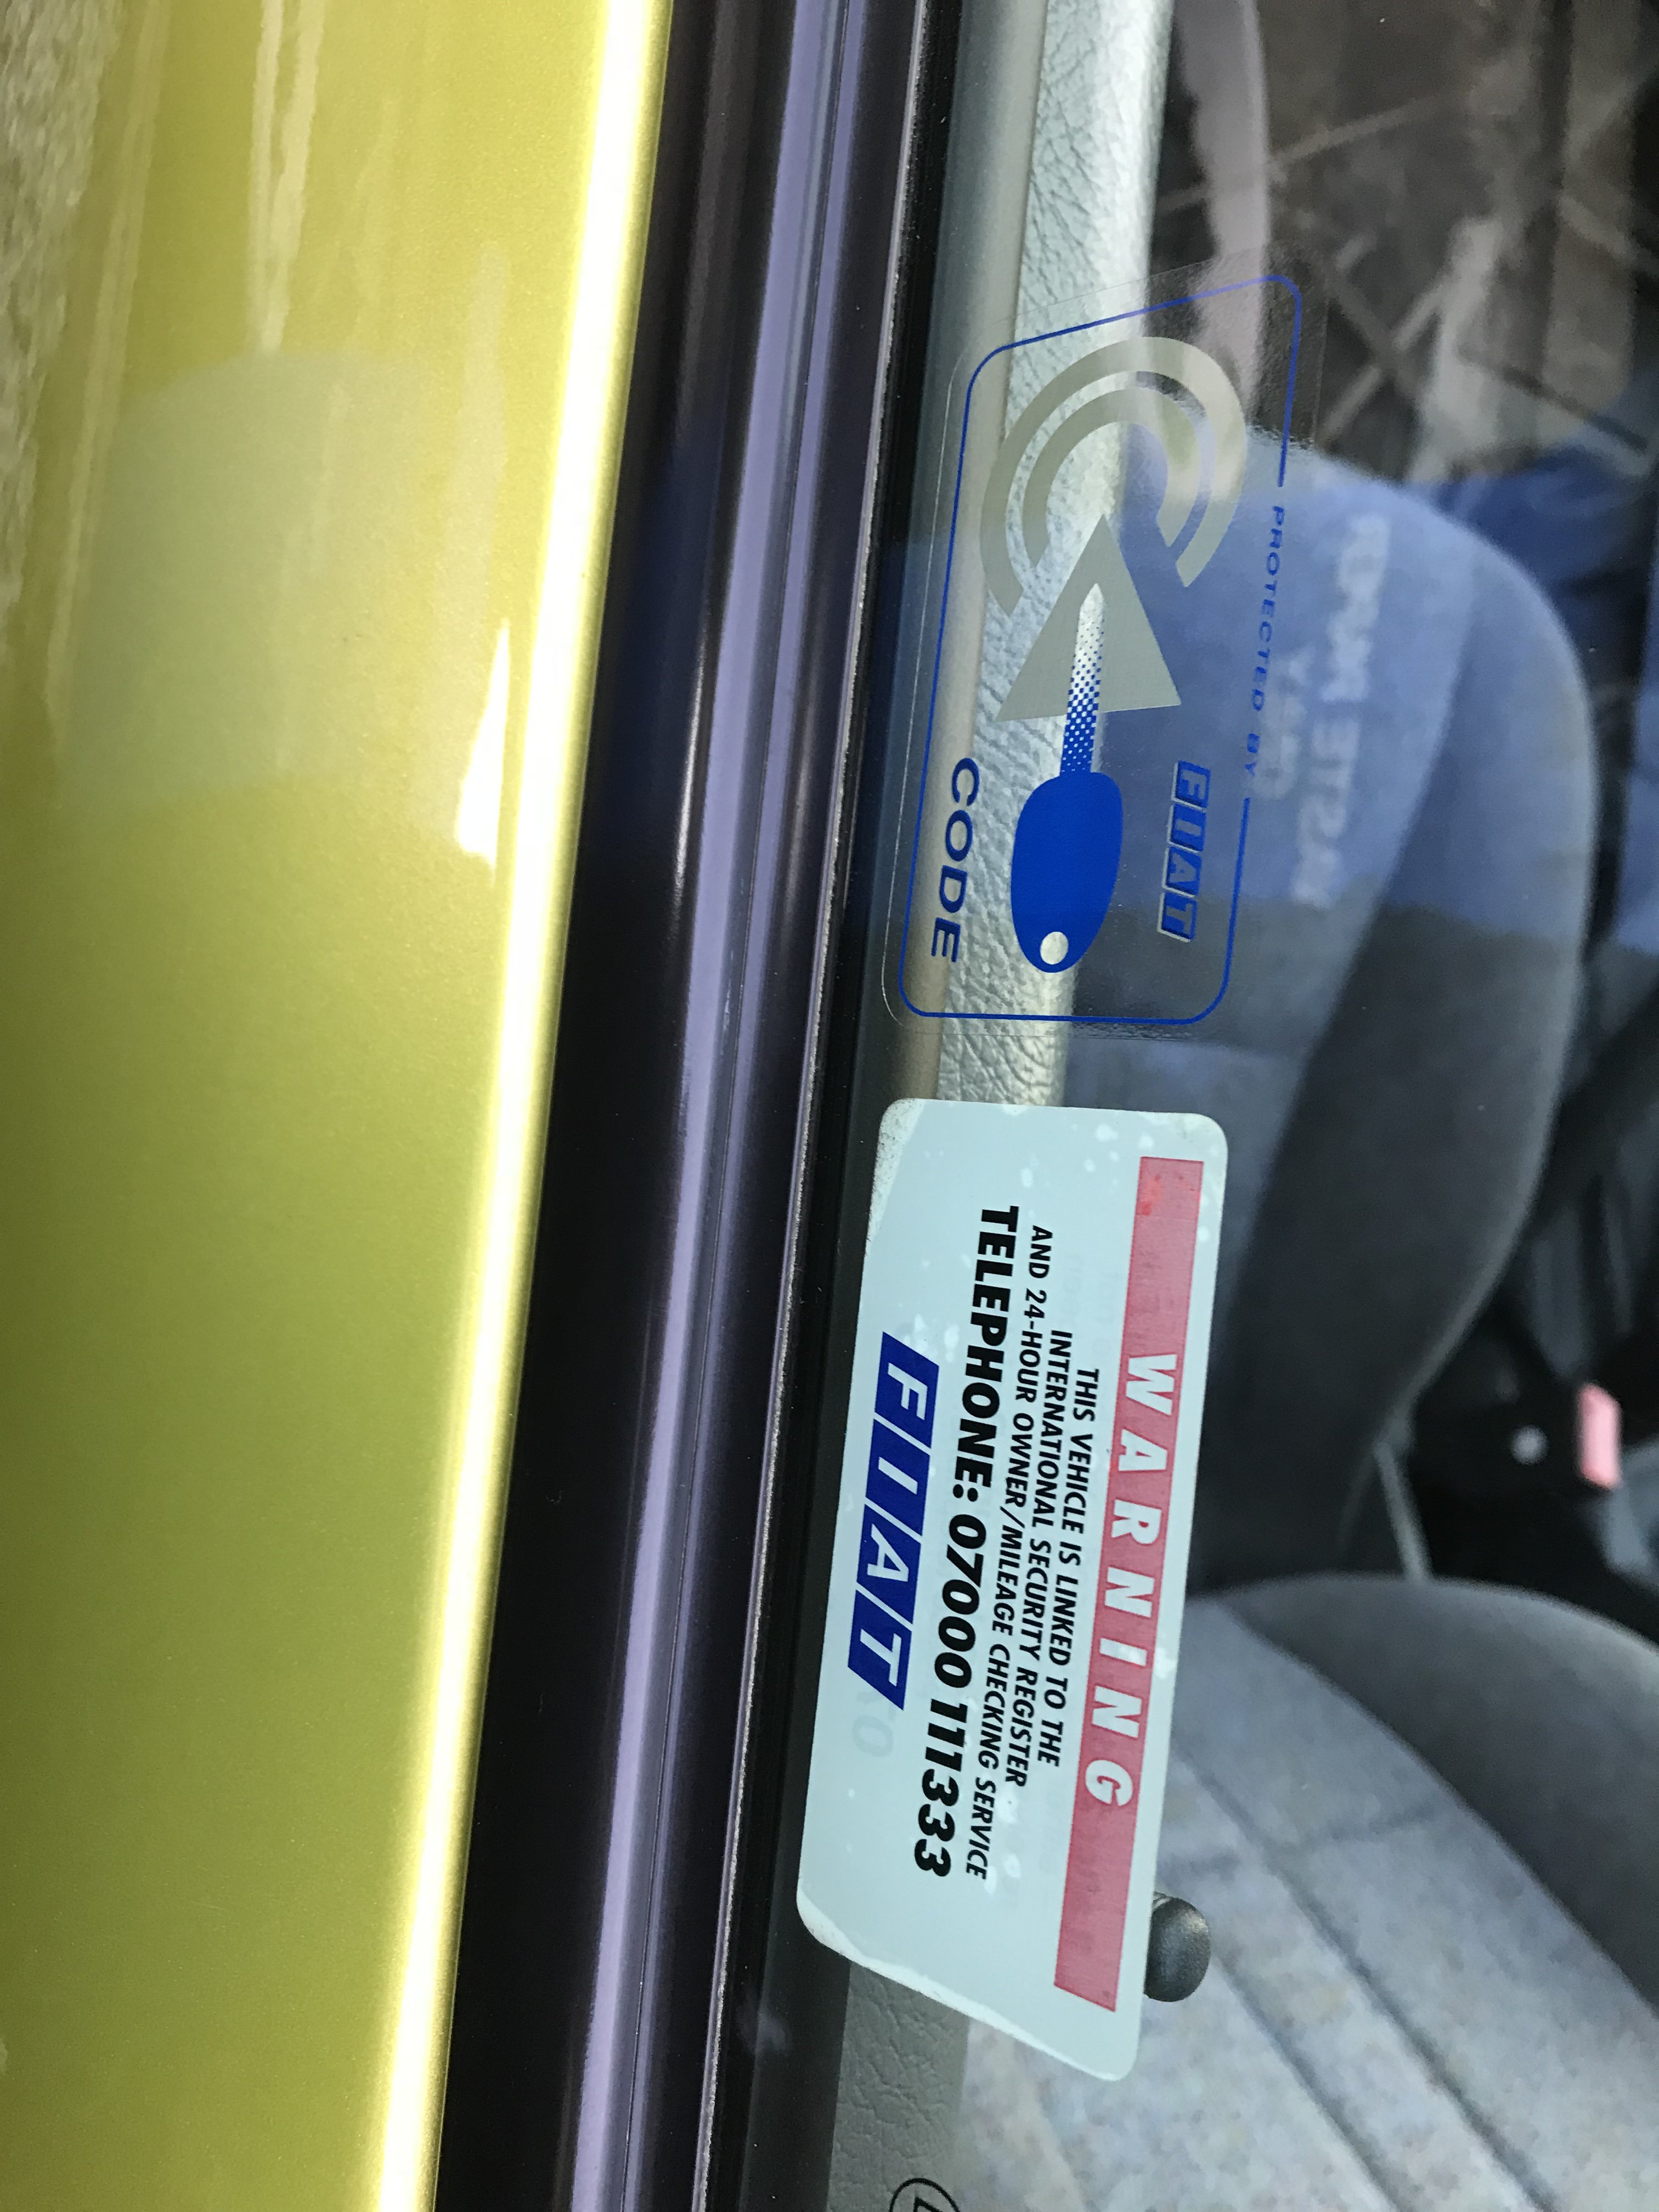 PROTECTED BY
FIAT
CODE
WARNING
THIS VEHICLE IS LINKED TO THE
INTERNATIONAL SECURITY REGISTER
AND 24-HOUR OWNER/MILEAGE CHECKING SERVICE
TELEPHONE: 07000 111333
FIAT